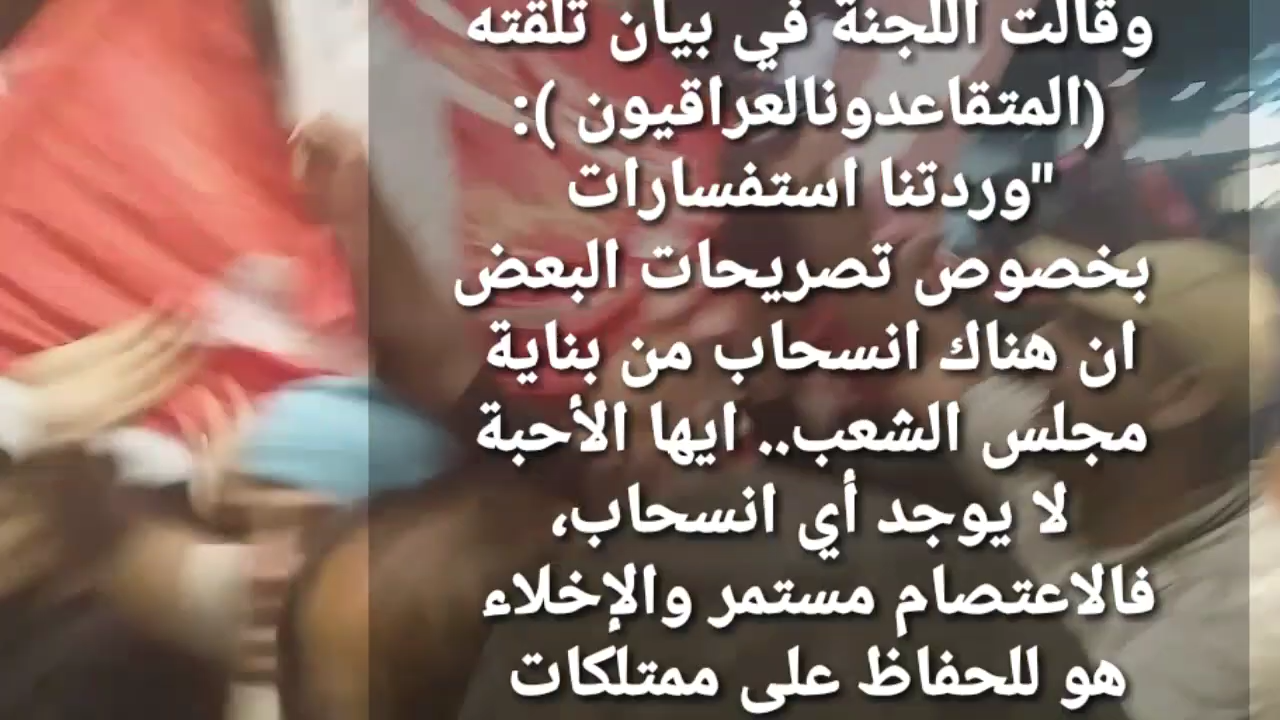 وقالت اللجنة في بيان تلقته
(المتقاعدونالعراقيون ):
"وردتنا استفسارات
بخصوص تصريحات البعض
ان هناك انسحاب من بناية
مجلس الشعب.. ايها الأحبة
لا يوجد أي انسحاب،
فالاعتصام مستمر والإخلاء
هو للحفاظ على ممتلكات